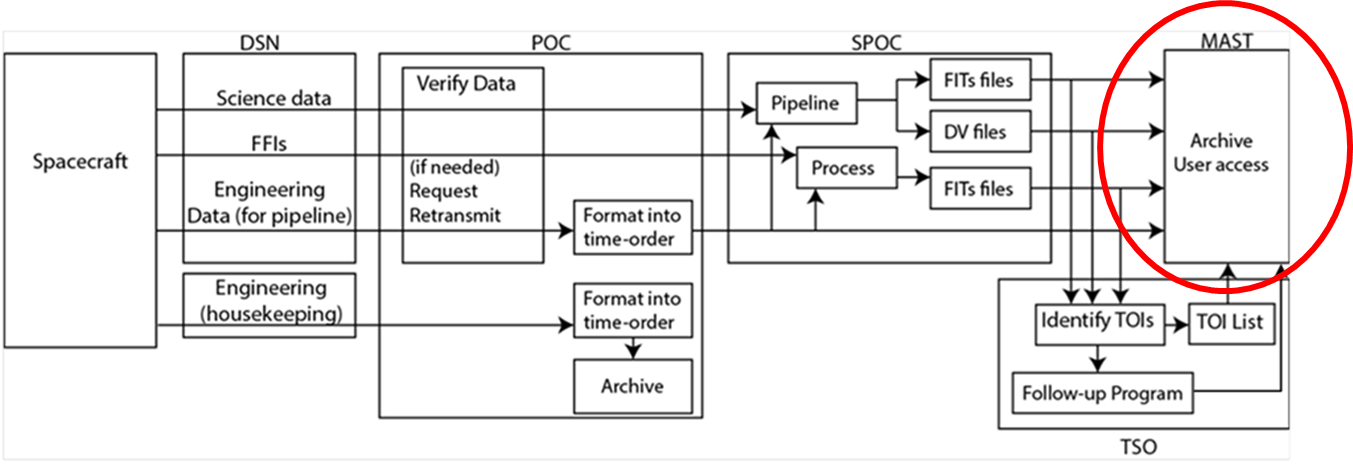 DSN
POC
SPOC
MAST
Spacecraft
Science data
FFIs
Engineering
Data (for pipeline)
Engineering
(housekeeping)
Verify Data
(if needed)
Request
Retransmit
Format into
time-order
Format into
time-order
Archive
Pipeline
Process
FITs files
DV files
FITs files
Archive
User access
Identify TOIs
TOI List
Follow-up Program
TSO